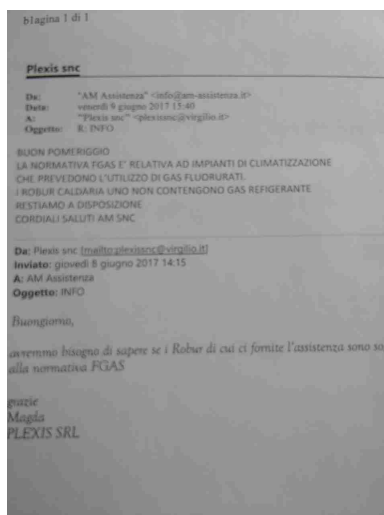 blagina 1 di 1
Plexis snc
Da: "AM Assistenza" <info@am-assistenza.it>
Data: venerdì 9 giugno 2017 15:40
A: "Plexis snc" <plexissnc@virgilio.it>
Oggetto: R: INFO
BUON POMERIGGIO
LA NORMATIVA FGAS E' RELATIVA AD IMPIANTI DI CLIMATIZZAZIONE
CHE PREVEDONO L'UTILIZZO DI GAS FLUORURATI.
I ROBUR CALDARIA UNO NON CONTENGONO GAS REFIGERANTE
RESTIAMO A DISPOSIZIONE
CORDIALI SALUTI AM SNC
Da: Plexis snc [mailto:plexissnc@virgilio.it]
Inviato: giovedì 8 giugno 2017 14:15
A: AM Assistenza
Oggetto: INFO
Buongiorno,
avremmo bisogno di sapere se i Robur di cui ci fornite l'assistenza sono so
alla normativa FGAS
grazie
Magda
PLEXIS SRL